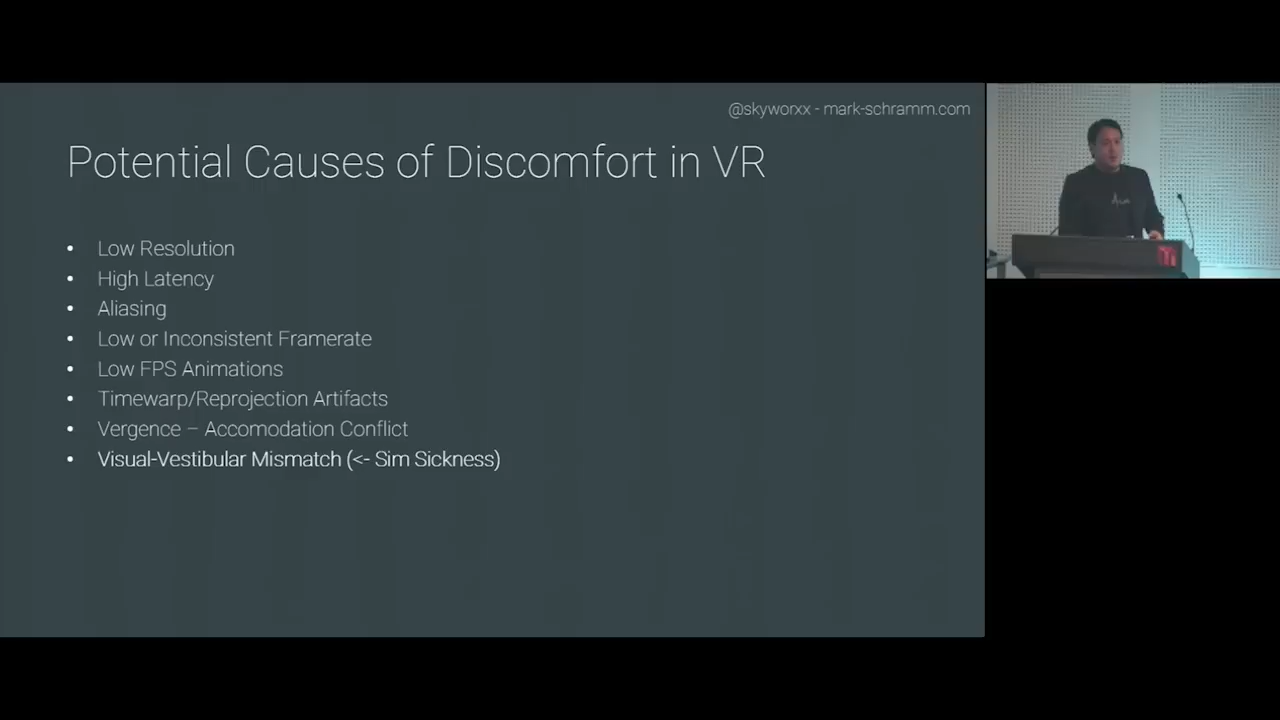 @skyworxx - mark-schramm.com
Potential Causes of Discomfort in VR
• Low Resolution
• High Latency
• Aliasing
• Low or Inconsistent Framerate
• Low FPS Animations
• Timewarp/Reprojection Artifacts
• Vergence – Accomodation Conflict
• Visual-Vestibular Mismatch (<- Sim Sickness)